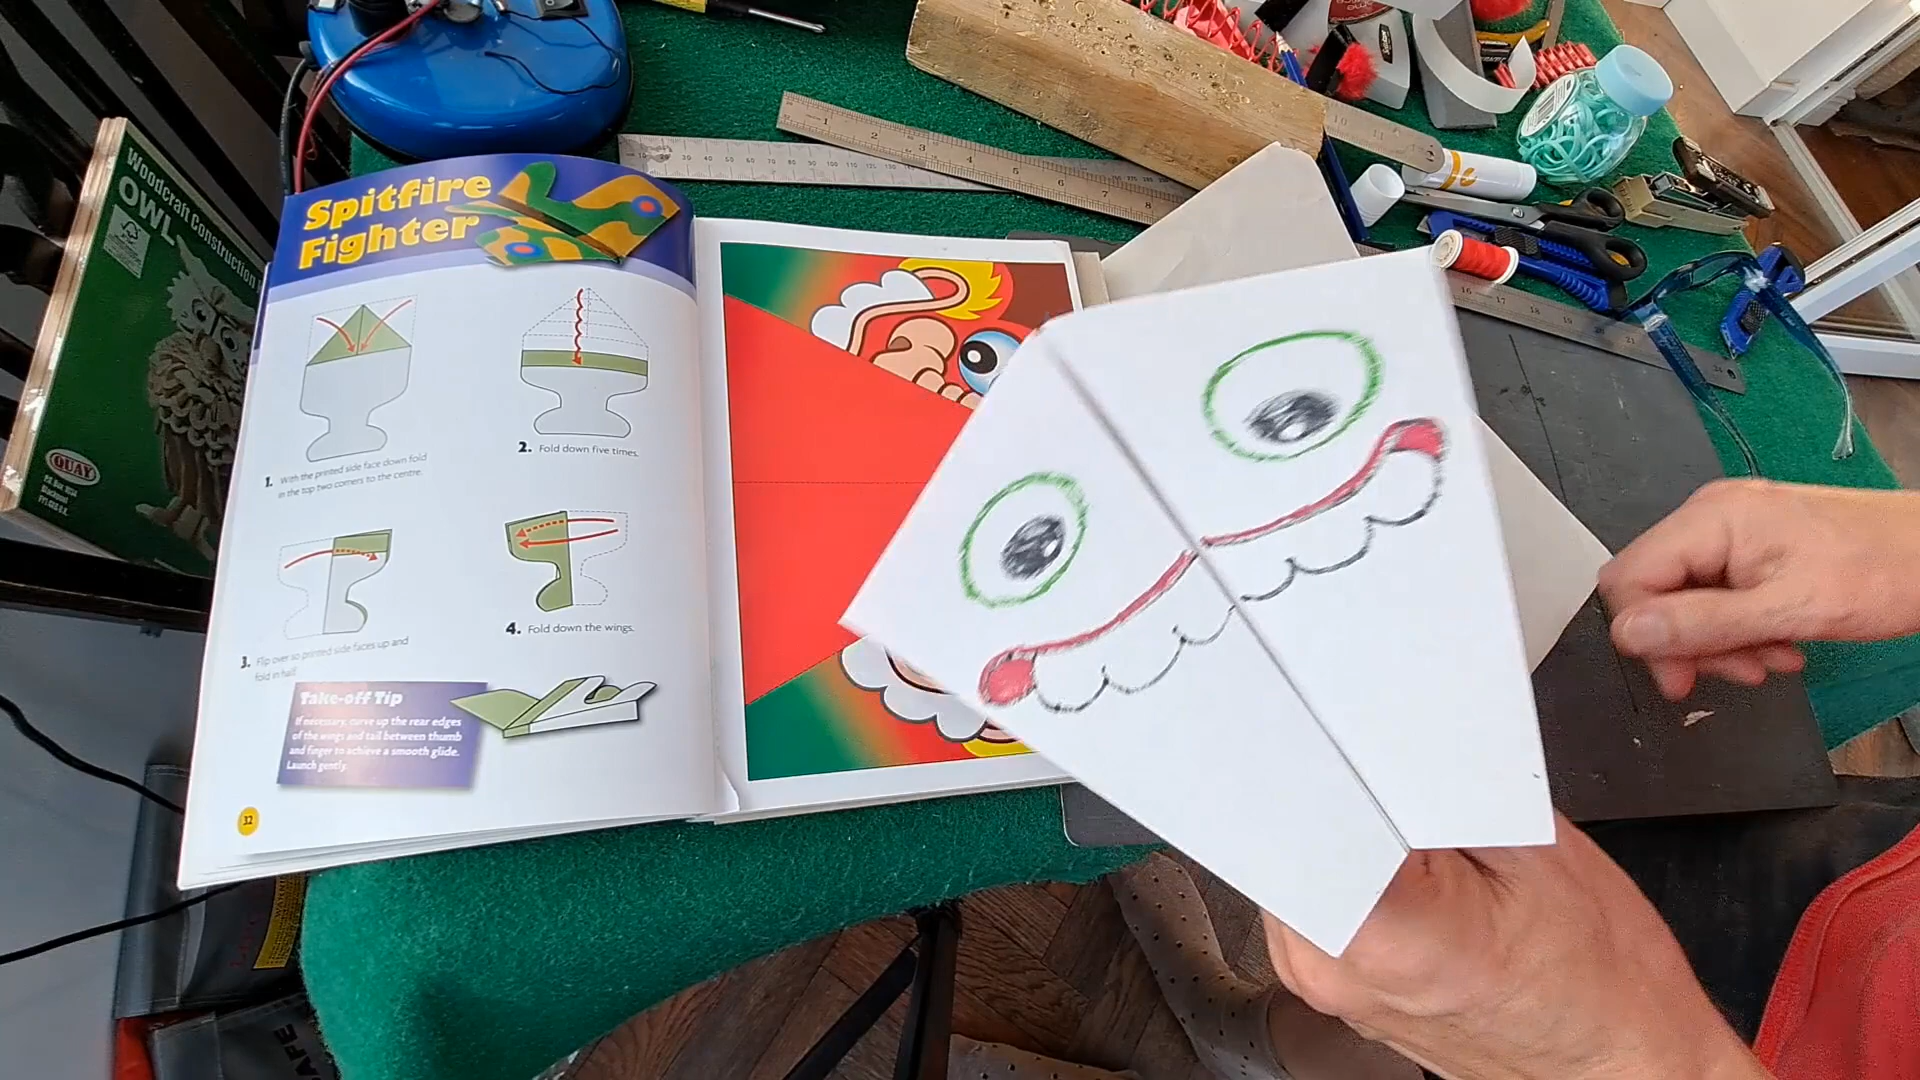 Woodcraft Construction
OWL
QUAY
Spitfire
Fighter
1. With the printed side face down fold
in the top two corners to the centre.
2. Fold down five times.
3. Flip over so printed side faces up and
fold in half.
4. Fold down the wings.
Take-off Tip
If necessary, curve up the rear edges
of the wings and tail between thumb
and finger to achieve a smooth glide.
Launch gently.
32